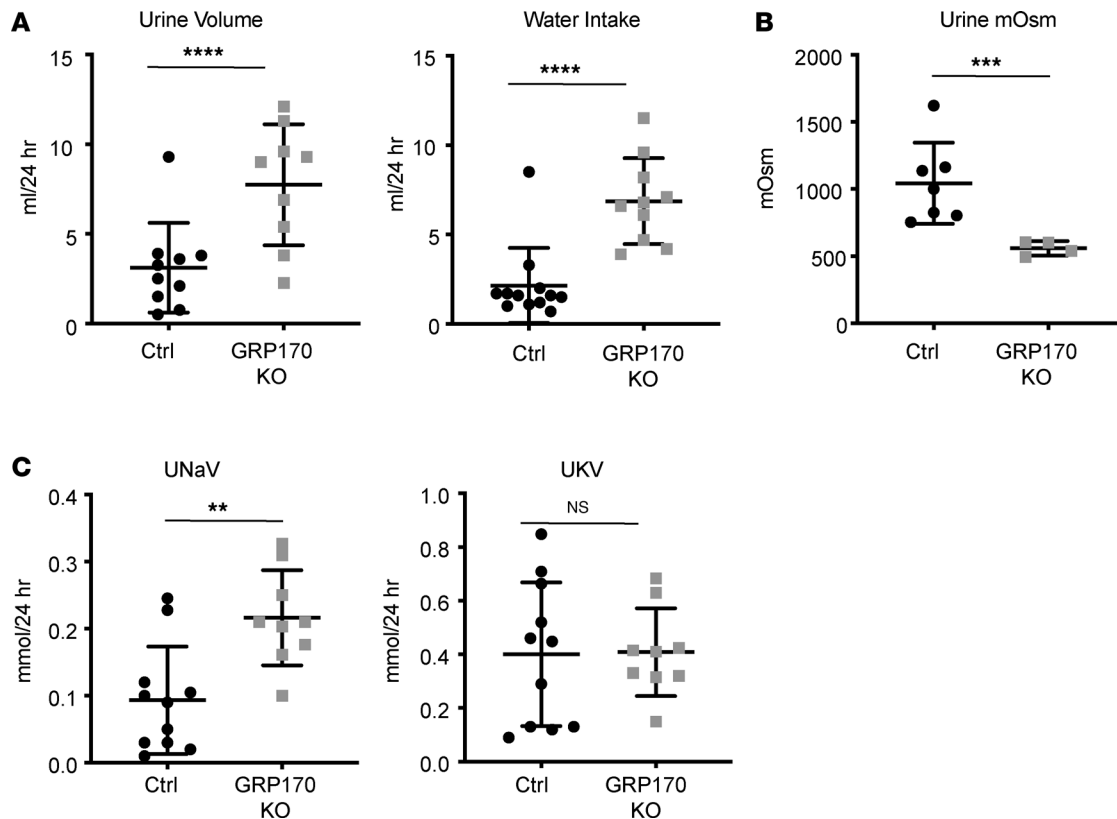 A
Urine Volume
****
15
10
5
0
ml/24 hr
Ctrl
GRP170
KO
Water Intake
****
15
10
5
0
ml/24 hr
Ctrl
GRP170
KO
B
Urine mOsm
***
2000
1500
1000
500
0
mOsm
Ctrl
GRP170
KO
C
UNaV
**
0.4
0.3
0.2
0.1
0.0
mmol/24 hr
Ctrl
GRP170
KO
UKV
NS
1.0
0.8
0.6
0.4
0.2
0.0
mmol/24 hr
Ctrl
GRP170
KO